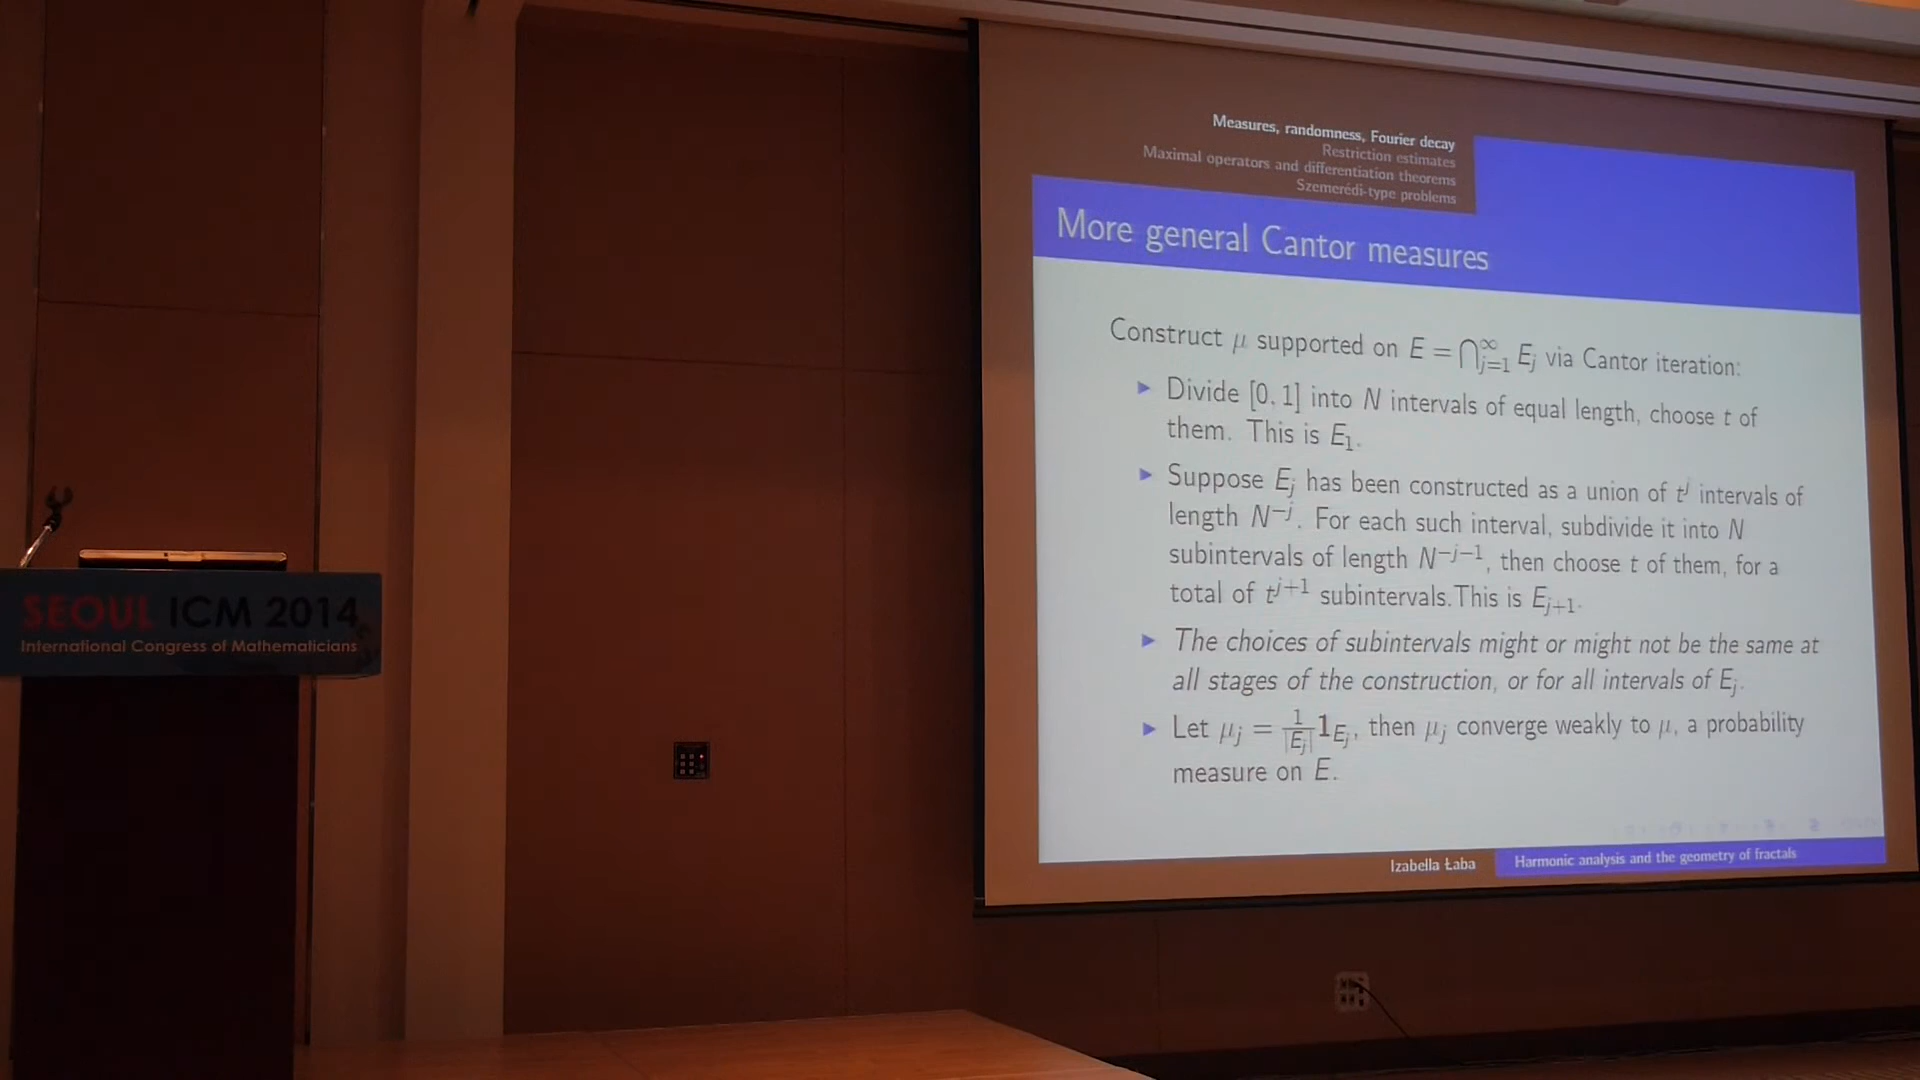 Measures, randomness, Fourier decay
Restriction estimates
Maximal operators and differentiation theorems
Szemerédi-type problems
More general Cantor measures
Construct μ supported on E = ⋂_{j=1}^{∞} E_j via Cantor iteration:
▶ Divide [0, 1] into N intervals of equal length, choose t of
them. This is E_1.
▶ Suppose E_j has been constructed as a union of t^j intervals of
length N^{-j}. For each such interval, subdivide it into N
subintervals of length N^{-j-1}, then choose t of them, for a
total of t^{j+1} subintervals.This is E_{j+1}.
▶ The choices of subintervals might or might not be the same at
all stages of the construction, or for all intervals of E_j.
▶ Let μ_j = \frac{1}{|E_j|} 1_{E_j}, then μ_j converge weakly to μ, a probability
measure on E.
Izabella Łaba
Harmonic analysis and the geometry of fractals
SEOUL ICM 2014
International Congress of Mathematicians